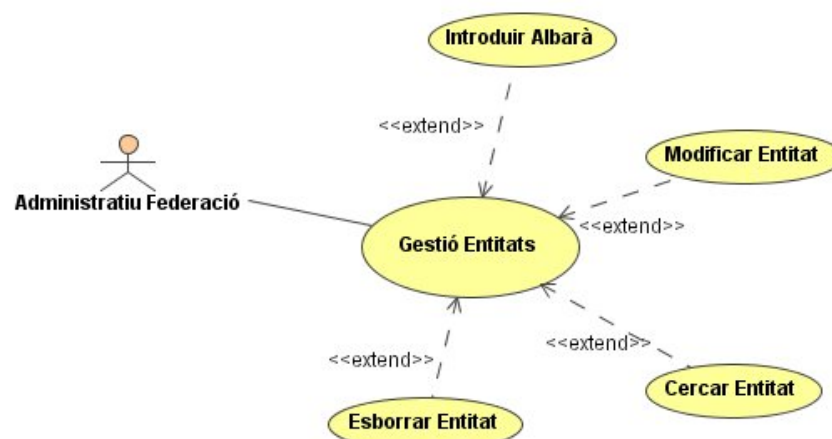 Introduir Albarà
<<extend>>
Modificar Entitat
Administratiu Federació
<<extend>>
Gestió Entitats
<<extend>>
<<extend>>
Cercar Entitat
Esborrar Entitat